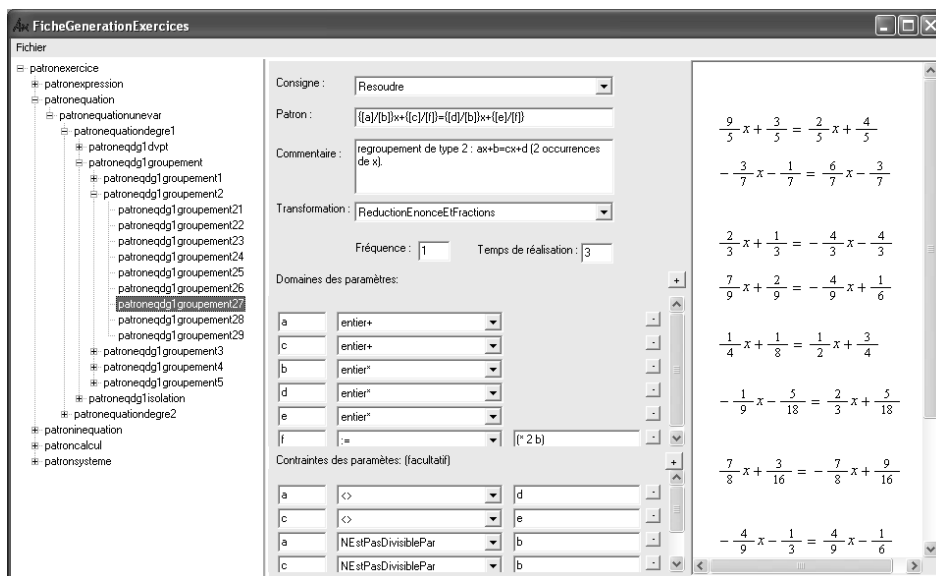 FicheGenerationExercices
Fichier
patronexercice
patronexpression
patronequation
patronequationunevar
patronequationdegre1
patroneqdg1dvpt
patroneqdg1groupement
patroneqdg1groupement1
patroneqdg1groupement2
patroneqdg1groupement21
patroneqdg1groupement22
patroneqdg1groupement23
patroneqdg1groupement24
patroneqdg1groupement25
patroneqdg1groupement26
patroneqdg1groupement27
patroneqdg1groupement28
patroneqdg1groupement29
patroneqdg1groupement3
patroneqdg1groupement4
patroneqdg1groupement5
patroneqdg1isolation
patronequationdegre2
patroninequation
patroncalcul
patronsysteme
Consigne : Resoudre
Patron : {[a]/[b]}x+{[c]/[f]}={[d]/[b]}x+{[e]/[f]}
Commentaire : regroupement de type 2 : ax+b=cx+d (2 occurrences
de x).
Transformation : ReductionEnonceEtFractions
Fréquence : 1 Temps de réalisation : 3
Domaines des paramètres: +
a entier+ -
c entier+ -
b entier* -
d entier* -
e entier* -
f := (* 2 b) -
Contraintes des paramètres: (facultatif) +
a <> d -
c <> e -
a NEstPasDivisiblePar b -
c NEstPasDivisiblePar b -
9/5 x + 3/5 = 2/5 x + 4/5
- 3/7 x - 1/7 = 6/7 x - 3/7
2/3 x + 1/3 = - 4/3 x - 4/3
7/9 x + 2/9 = - 4/9 x + 1/6
1/4 x + 1/8 = 1/2 x + 3/4
- 1/9 x - 5/18 = 2/3 x + 5/18
7/8 x + 3/16 = - 7/8 x + 9/16
- 4/9 x - 1/3 = 4/9 x - 1/6